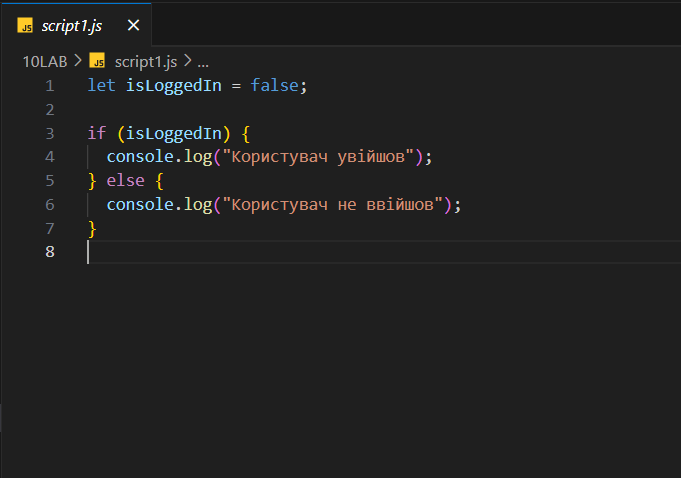 JS script1.js ×
10LAB > JS script1.js > ...
1 let isLoggedIn = false;
2
3 if (isLoggedIn) {
4 console.log("Користувач увійшов");
5 } else {
6 console.log("Користувач не ввійшов");
7 }
8